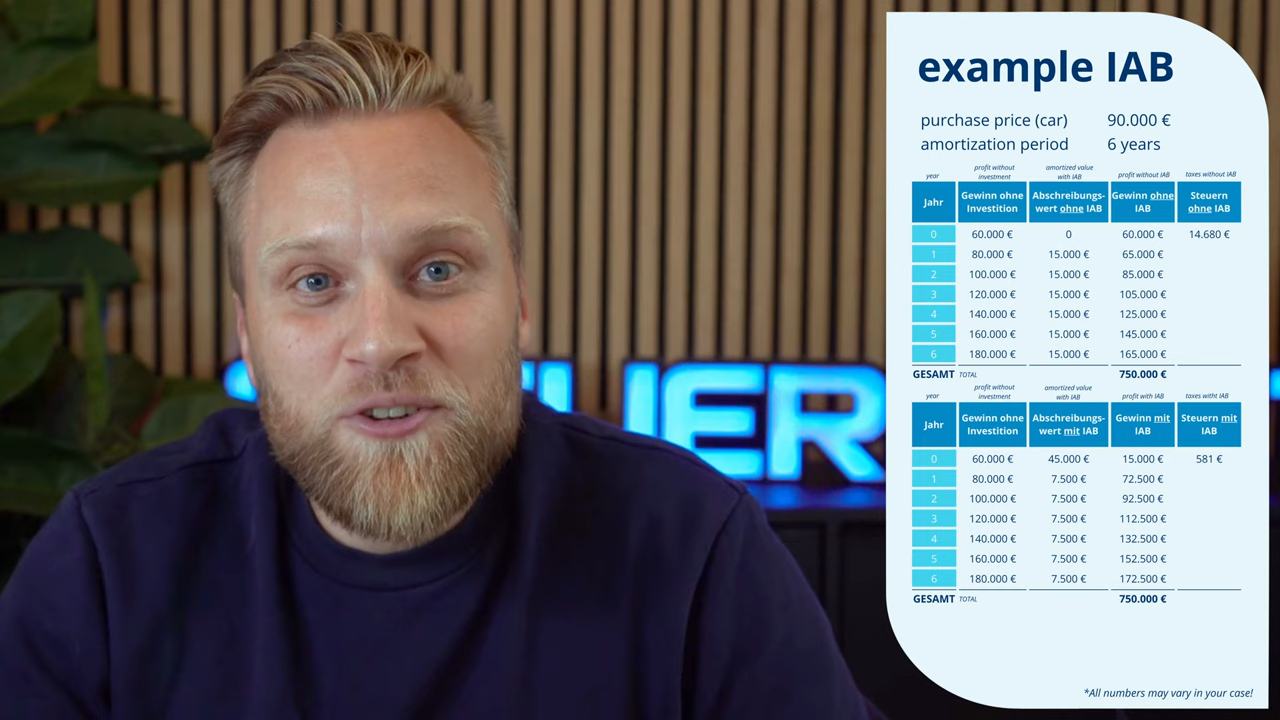 example IAB
purchase price (car) 90.000 €
amortization period 6 years
year profit without investment amortized value with IAB profit without IAB taxes without IAB
Jahr Gewinn ohne Investition Abschreibungs-wert ohne IAB Gewinn ohne IAB Steuern ohne IAB
0 60.000 € 0 60.000 € 14.680 €
1 80.000 € 15.000 € 65.000 €
2 100.000 € 15.000 € 85.000 €
3 120.000 € 15.000 € 105.000 €
4 140.000 € 15.000 € 125.000 €
5 160.000 € 15.000 € 145.000 €
6 180.000 € 15.000 € 165.000 €
GESAMT TOTAL 750.000 €
year profit without investment amortized value with IAB profit with IAB taxes witht IAB
Jahr Gewinn ohne Investition Abschreibungs-wert mit IAB Gewinn mit IAB Steuern mit IAB
0 60.000 € 45.000 € 15.000 € 581 €
1 80.000 € 7.500 € 72.500 €
2 100.000 € 7.500 € 92.500 €
3 120.000 € 7.500 € 112.500 €
4 140.000 € 7.500 € 132.500 €
5 160.000 € 7.500 € 152.500 €
6 180.000 € 7.500 € 172.500 €
GESAMT TOTAL 750.000 €
*All numbers may vary in your case!